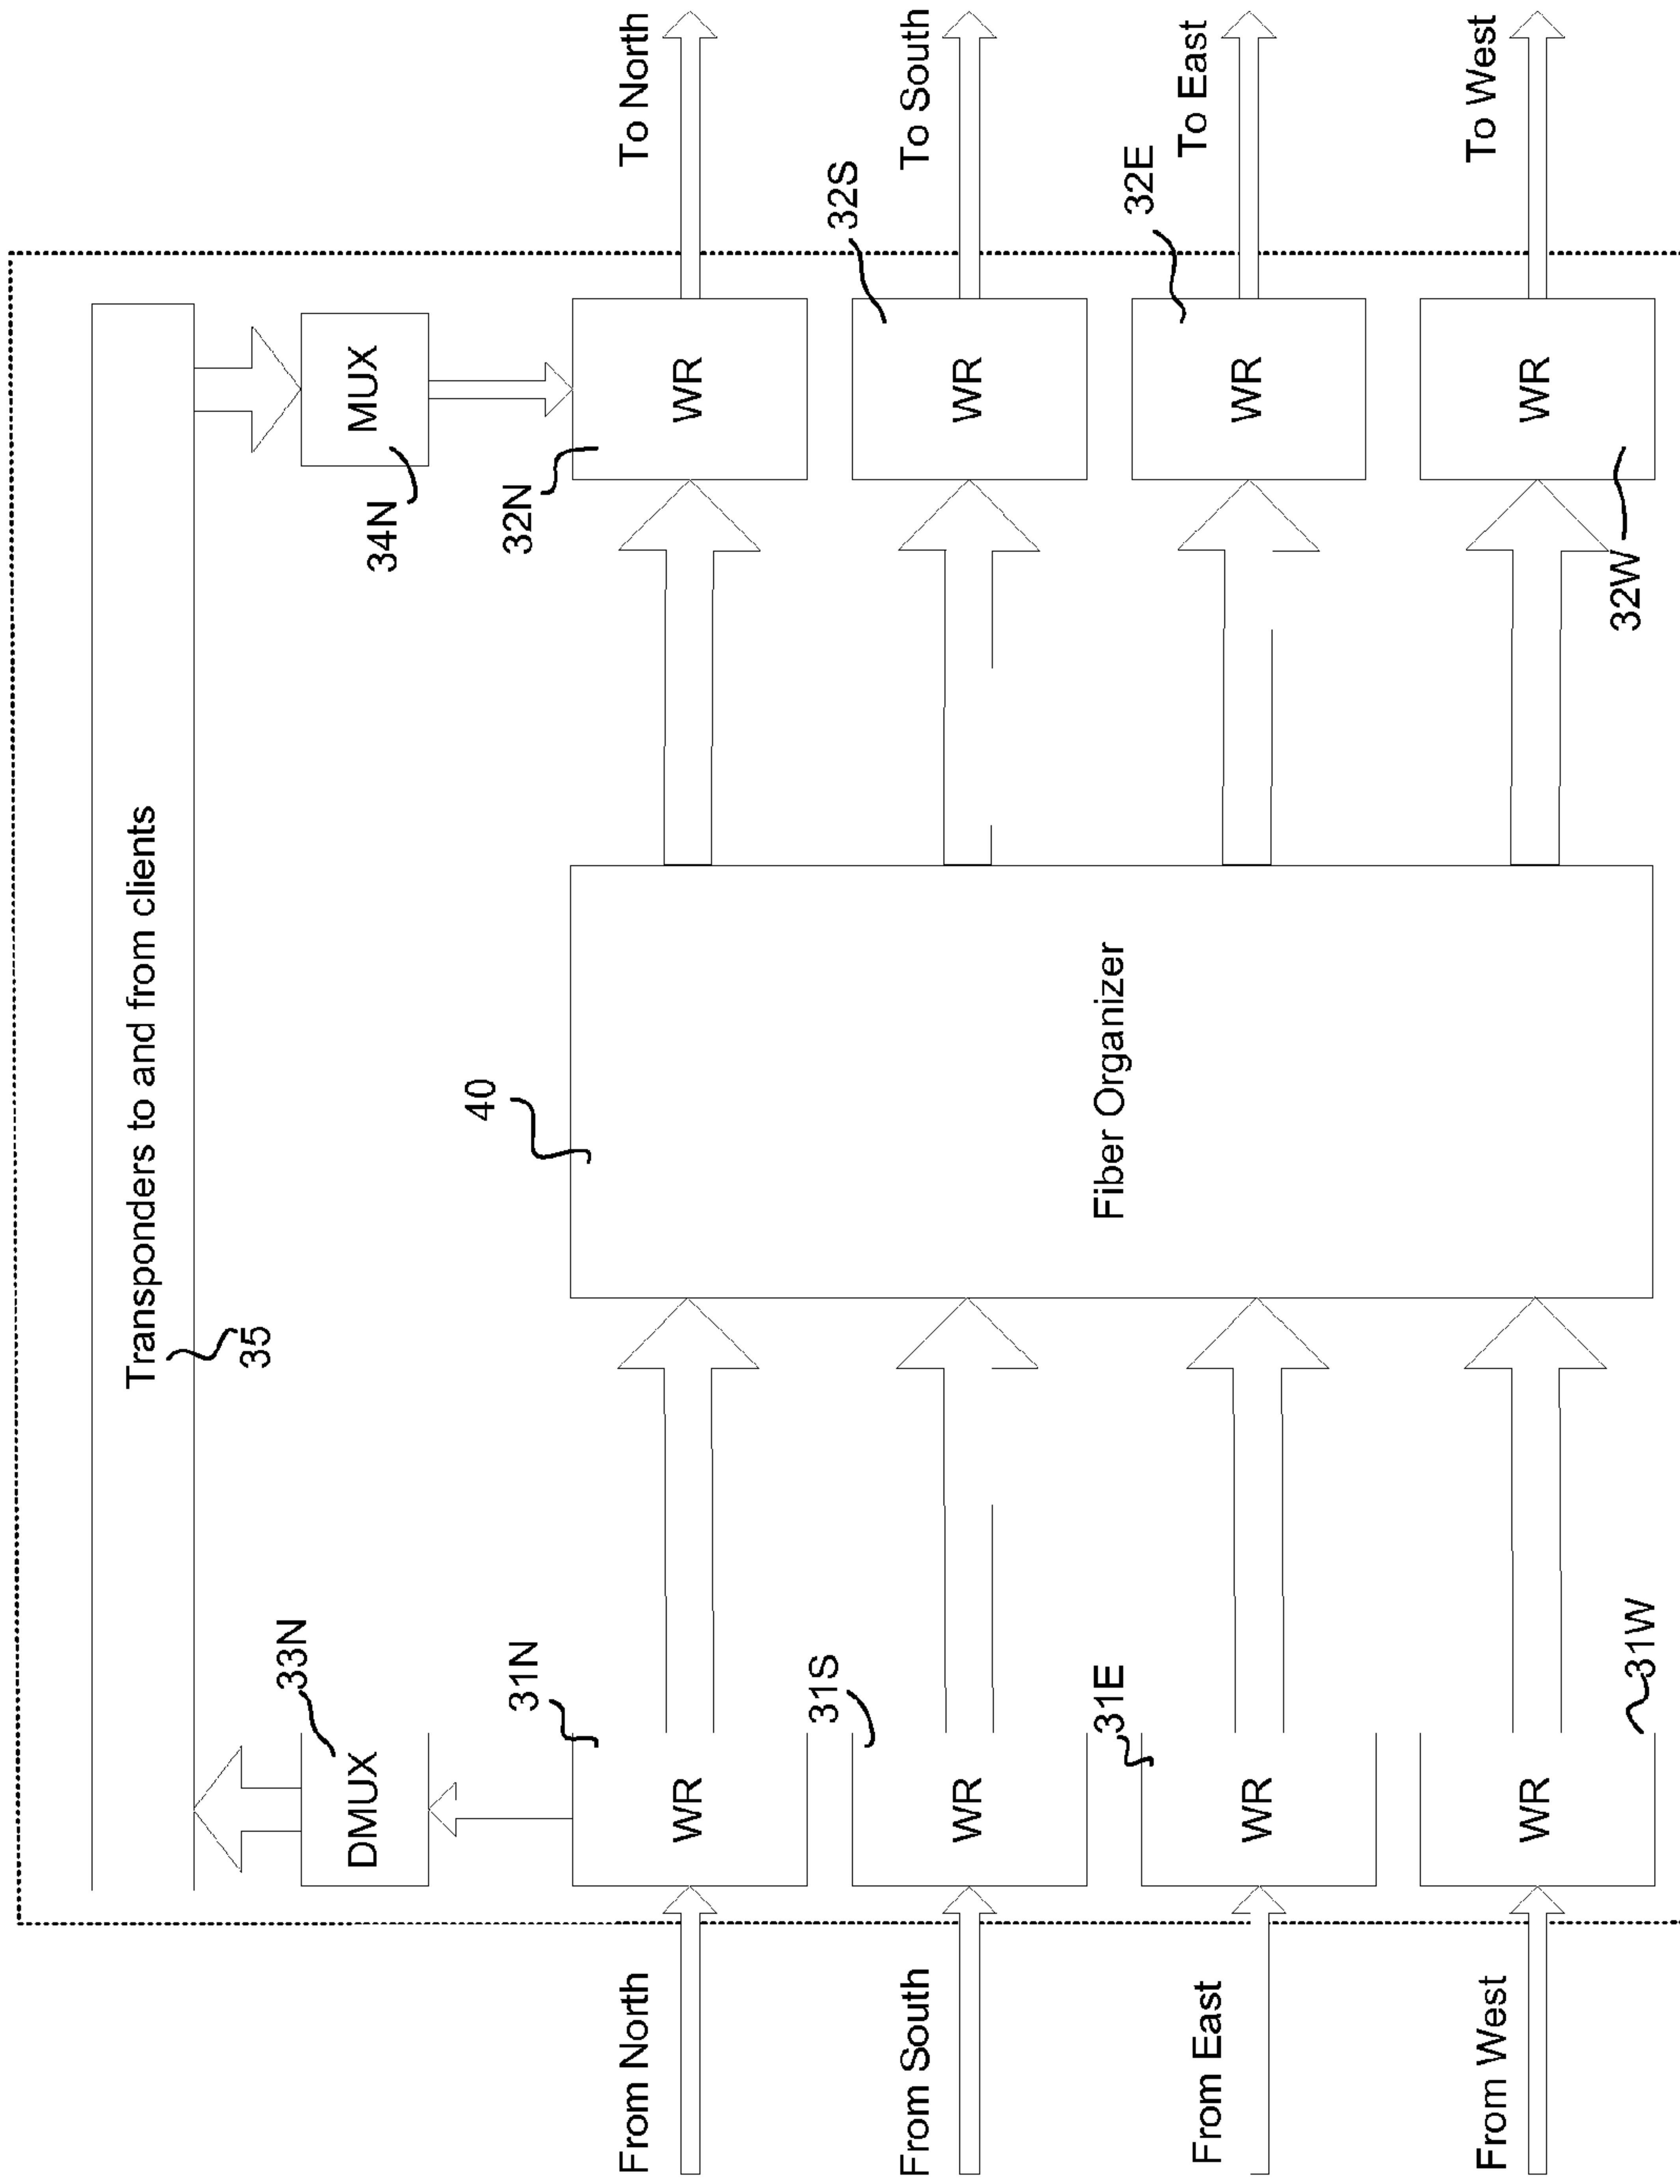 Transponders to and from clients
35
33N
DMUX
MUX
34N
31N
40
32N
From North
WR
WR
To North
31S
32S
From South
WR
WR
To South
Fiber Organizer
31E
32E
From East
WR
WR
To East
From West
WR
WR
To West
31W
32W